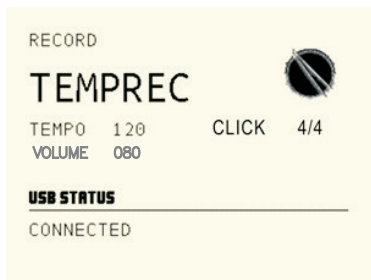 RECORD
TEMPREC
TEMPO 120 CLICK 4/4
VOLUME 080
USB STATUS
CONNECTED